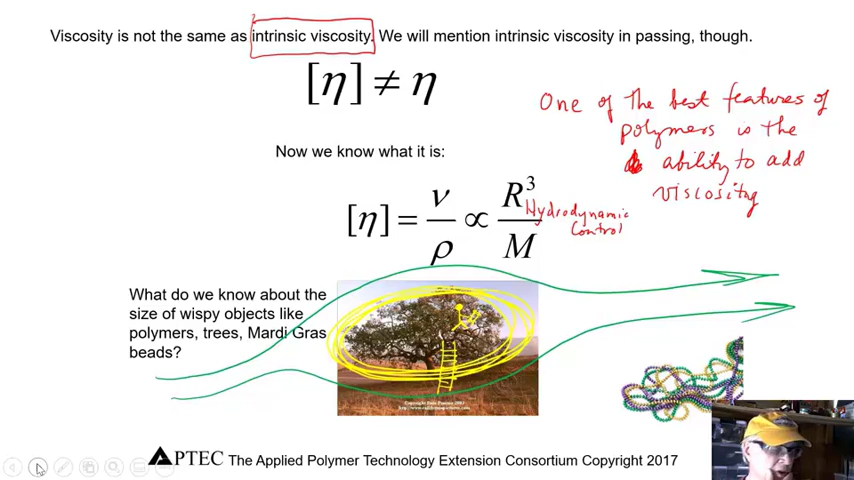 Viscosity is not the same as intrinsic viscosity. We will mention intrinsic viscosity in passing, though.
[η] ≠ η
One of the best features of
polymers is the
ability to add
viscosity
Now we know what it is:
[η] = ν/ρ ∝ R³/M
Hydrodynamic
Control
What do we know about the
size of wispy objects like
polymers, trees, Mardi Gras
beads?
APTEC The Applied Polymer Technology Extension Consortium Copyright 2017